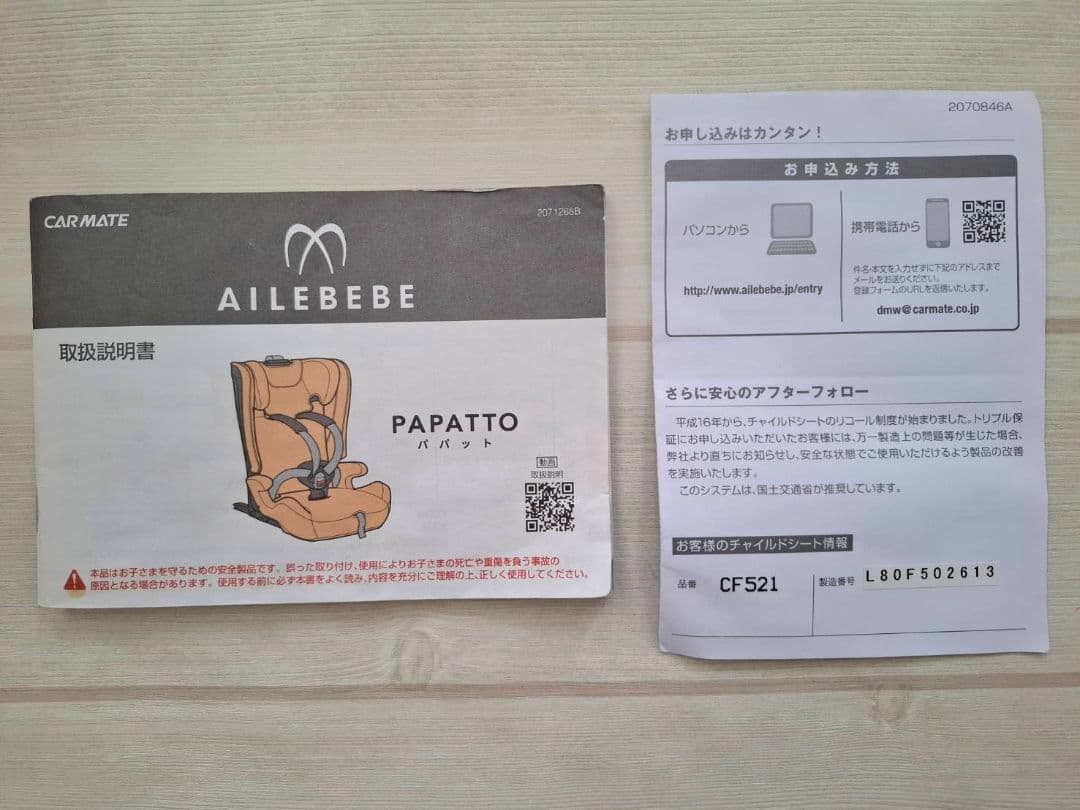 CARMATE
2071268B
AILEBEBE
取扱説明書
PAPATTO
パパット
動画
取扱説明
本品はお子さまを守るための安全製品です。誤った取り付け、使用によりお子さまの死亡や重傷を負う事故の
原因となる場合があります。使用する前に必ず本書をよく読み、内容を充分にご理解の上、正しく使用してください。
2070846A
お申し込みはカンタン!
お申込み方法
パソコンから
http://www.ailebebe.jp/entry
携帯電話から
件名・本文を入力せずに下記のアドレスまで
メールをお送りください。
登録フォームのURLを返信いたします。
dmw@carmate.co.jp
さらに安心のアフターフォロー
平成16年から、チャイルドシートのリコール制度が始まりました。トリプル保
証にお申し込みいただいたお客様には、万一製造上の問題等が生じた場合、
弊社より直ちにお知らせし、安全な状態でご使用いただけるよう製品の改善
を実施いたします。
このシステムは、国土交通省が推奨しています。
お客様のチャイルドシート情報
品番 CF521
製造番号 L80F502613